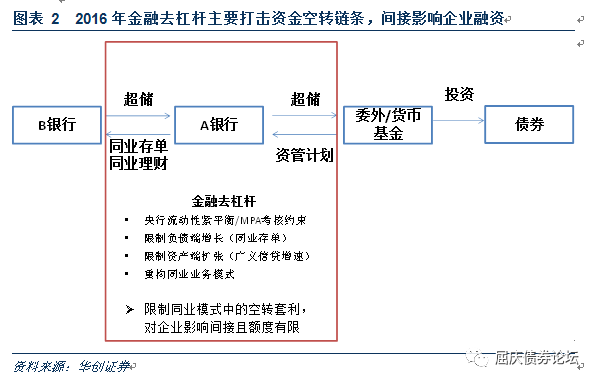 图表 2 2016 年金融去杠杆主要打击资金空转链条，间接影响企业融资
超储
超储
投资
B银行
A银行
委外/货币
基金
债券
同业存单
同业理财
资管计划
金融去杠杆
• 央行流动性紧平衡/MPA考核约束
• 限制负债端增长（同业存单）
• 限制资产端扩张（广义信贷增速）
• 重构同业业务模式
➢ 限制同业模式中的空转套利，
对企业影响间接且额度有限
资料来源：华创证券
屈庆债券论坛